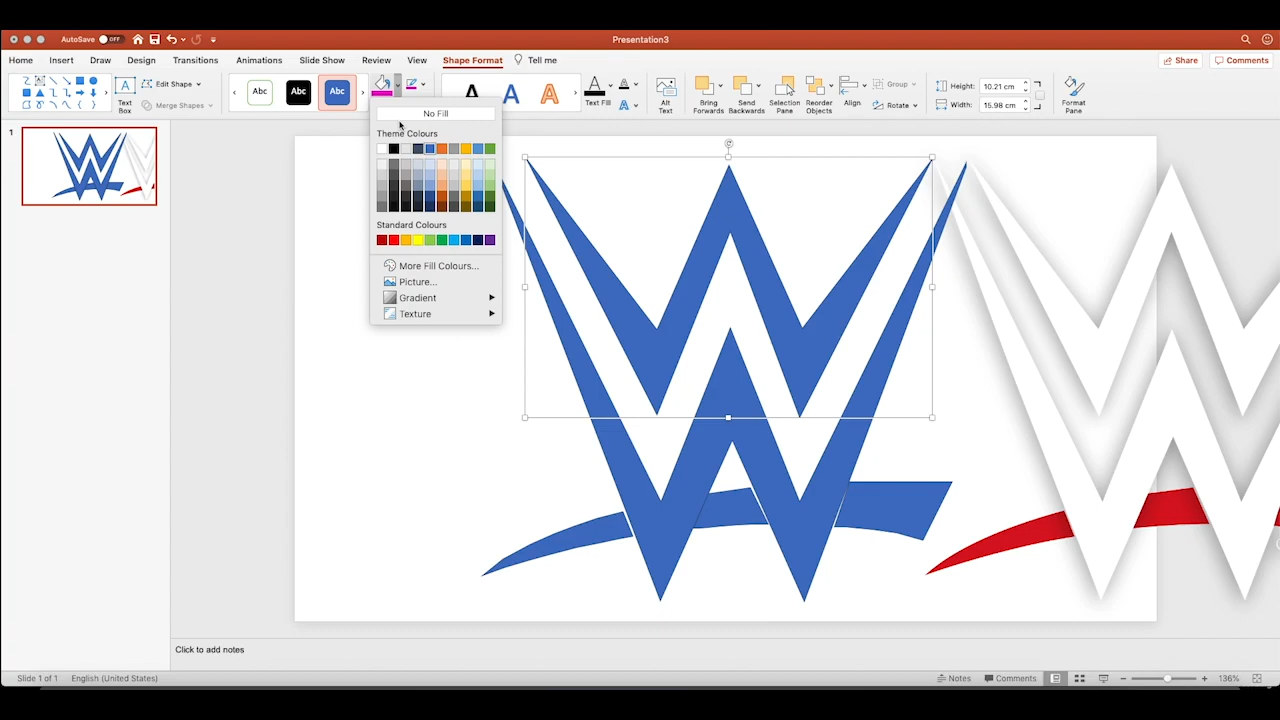 AutoSave OFF
Presentation3
Home Insert Draw Design Transitions Animations Slide Show Review View Shape Format Tell me
Share Comments
Text Box
Edit Shape
Merge Shapes
Abc Abc Abc
A A A
A
Text Fill
Alt Text
Bring Forwards
Send Backwards
Selection Pane
Reorder Objects
Align
Group
Rotate
Height: 10.21 cm
Width: 15.98 cm
Format Pane
No Fill
Theme Colours
Standard Colours
More Fill Colours...
Picture...
Gradient
Texture
1
Click to add notes
Slide 1 of 1 English (United States)
Notes Comments 136%